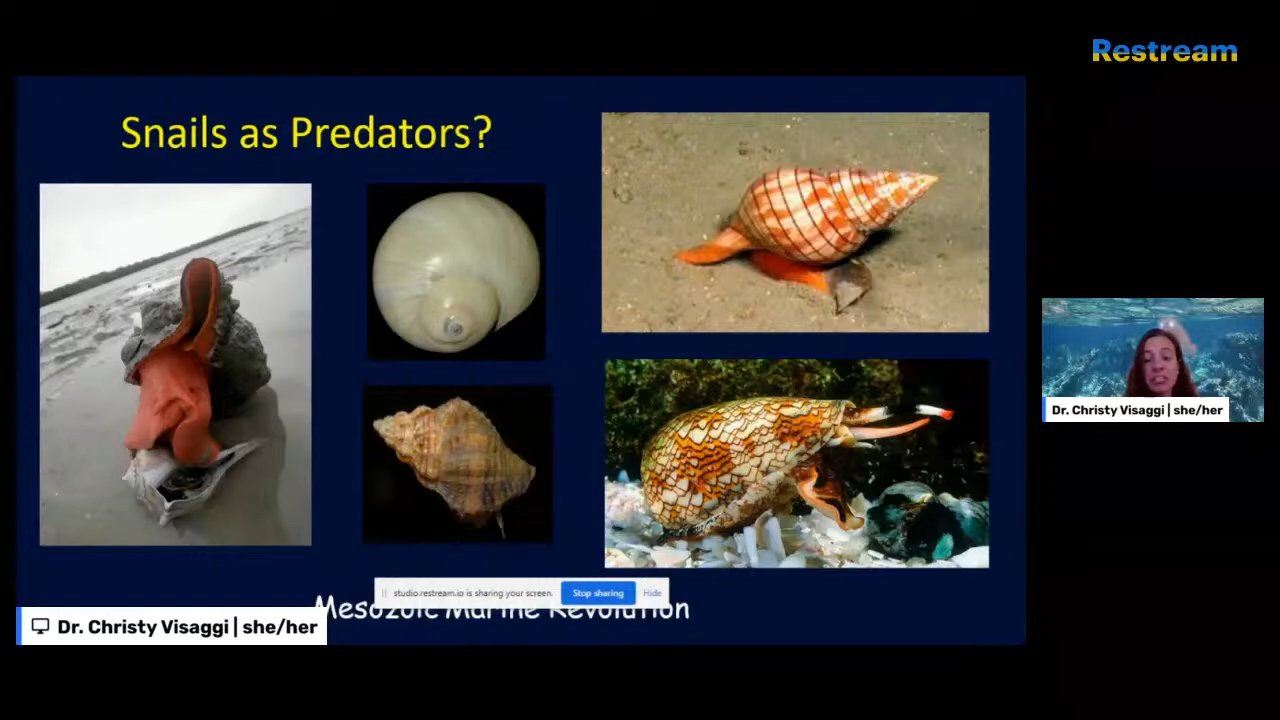 Restream
Snails as Predators?
Dr. Christy Visaggi | she/her
studio.restream.io is sharing your screen.
Stop sharing
Hide
Mesozoic Marine Revolution
Dr. Christy Visaggi | she/her